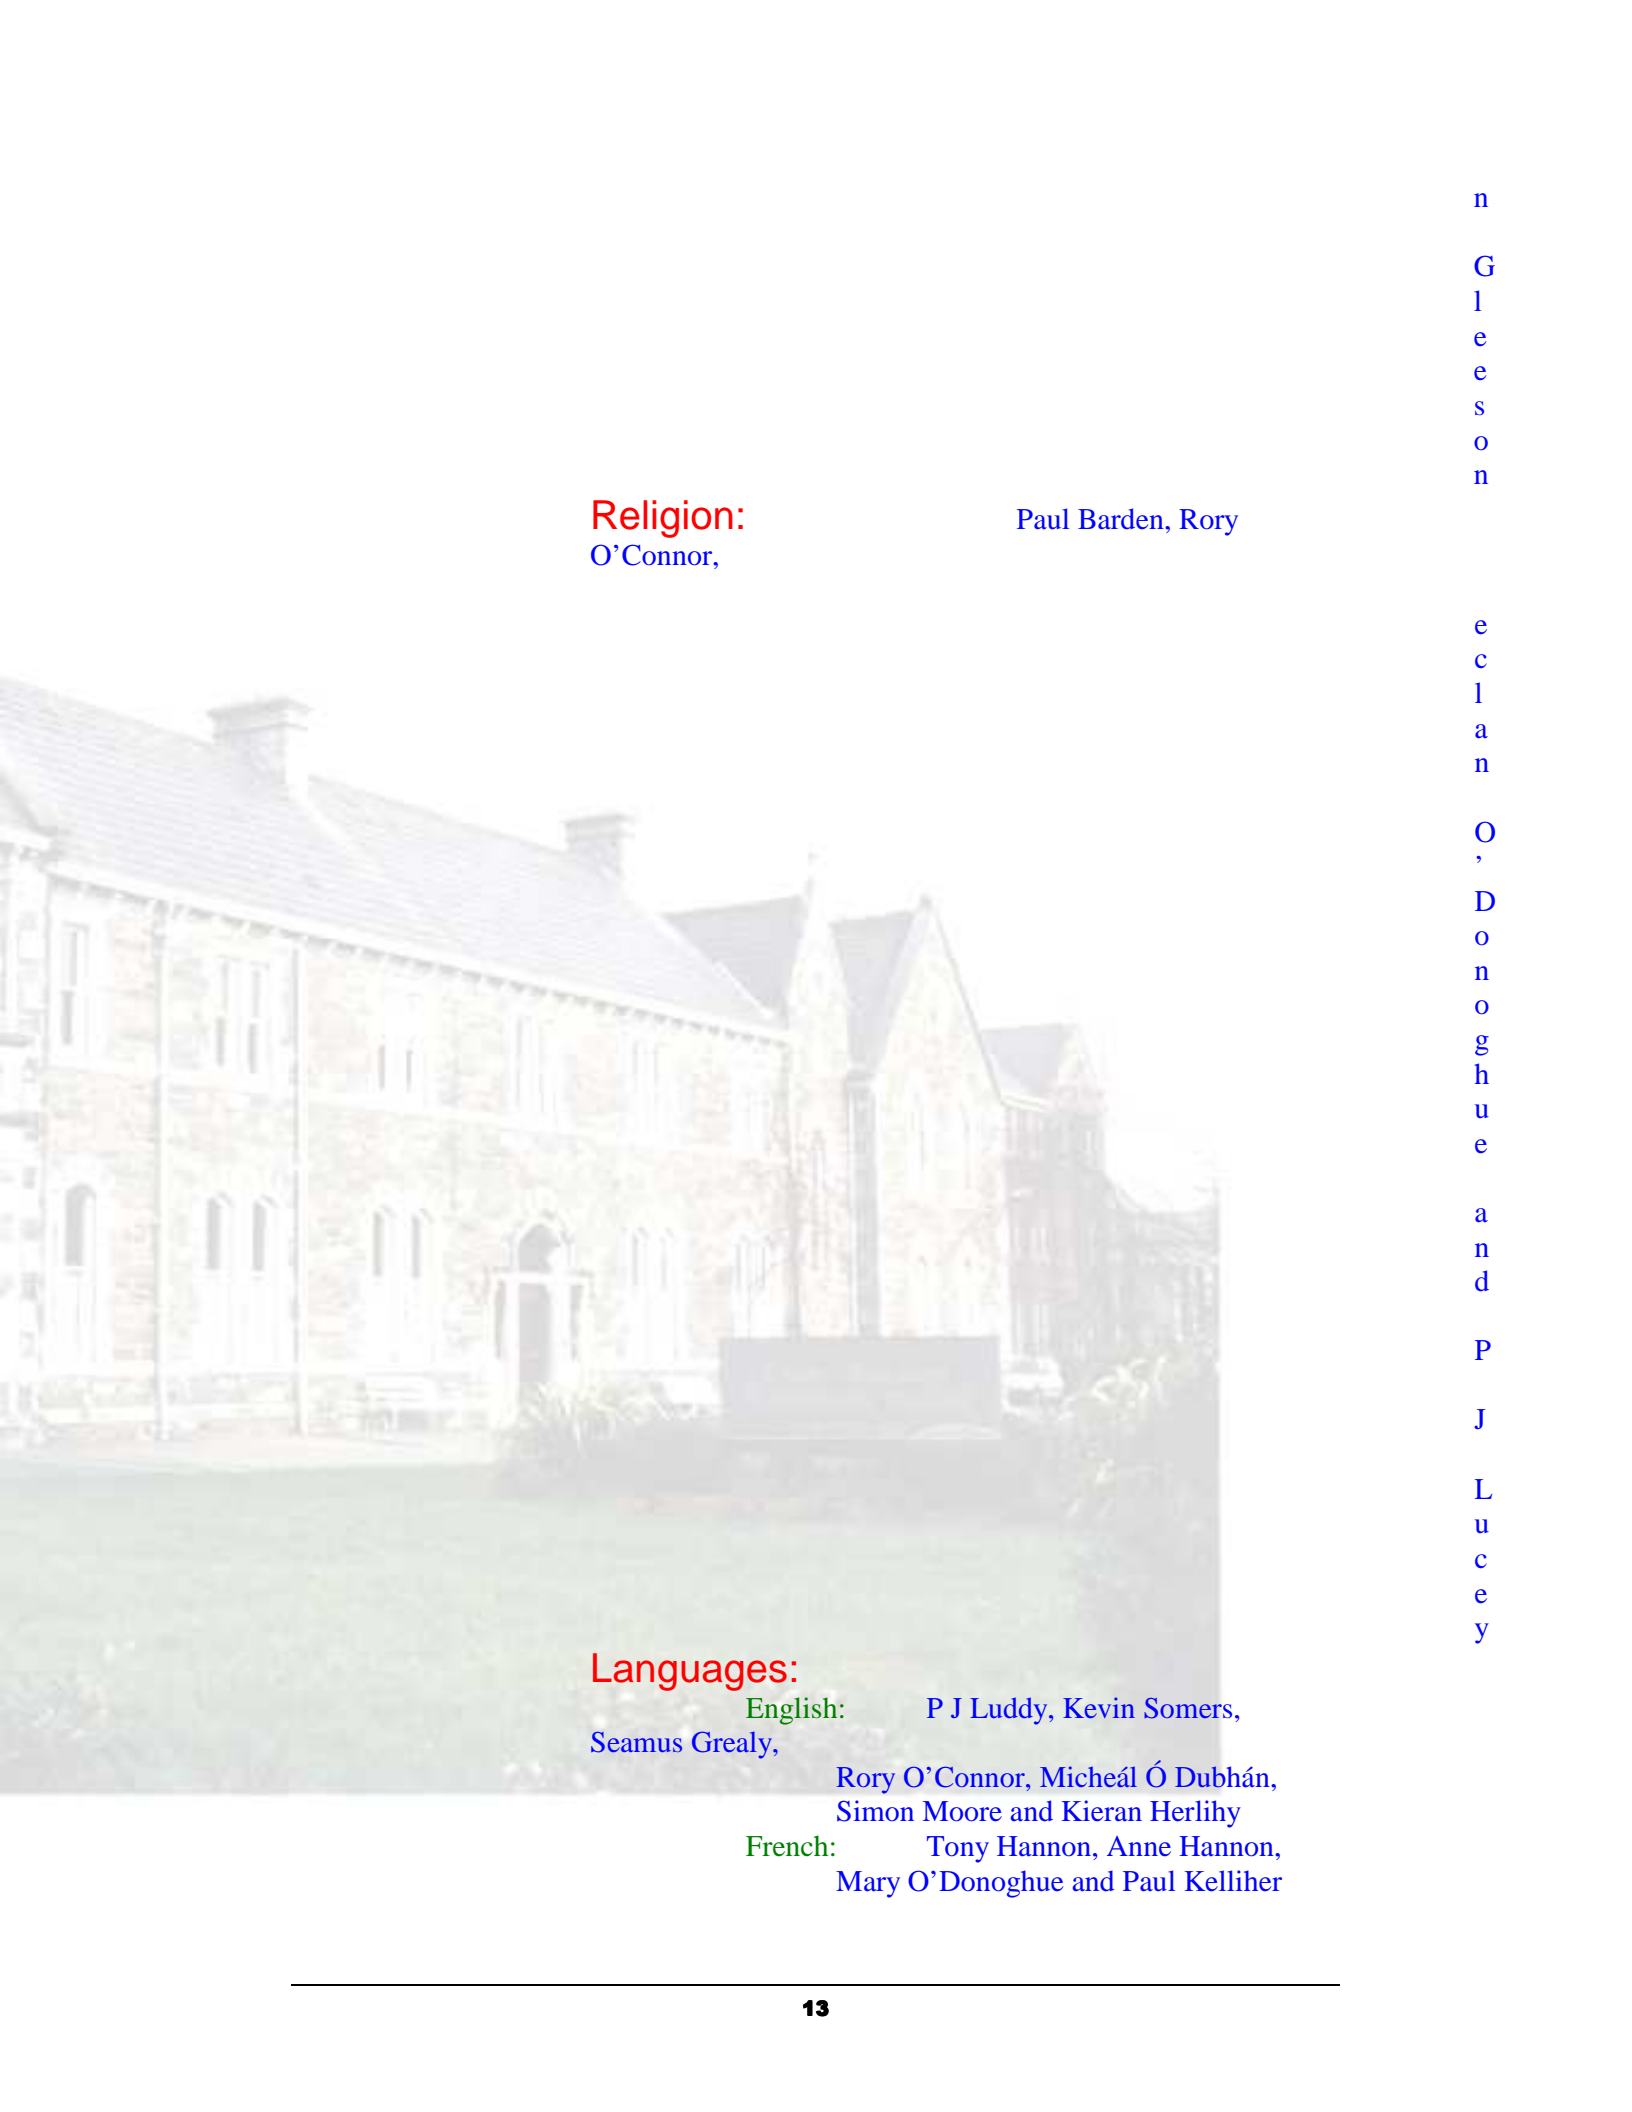 n
G
l
e
e
s
o
n
Religion: Paul Barden, Rory
O’Connor,
e
c
l
a
n
O
’
D
o
n
o
g
h
u
e
a
n
d
P
J
L
u
c
e
y
Languages:
English: P J Luddy, Kevin Somers,
Seamus Grealy,
Rory O’Connor, Micheál Ó Dubhán,
Simon Moore and Kieran Herlihy
French: Tony Hannon, Anne Hannon,
Mary O’Donoghue and Paul Kelliher
13